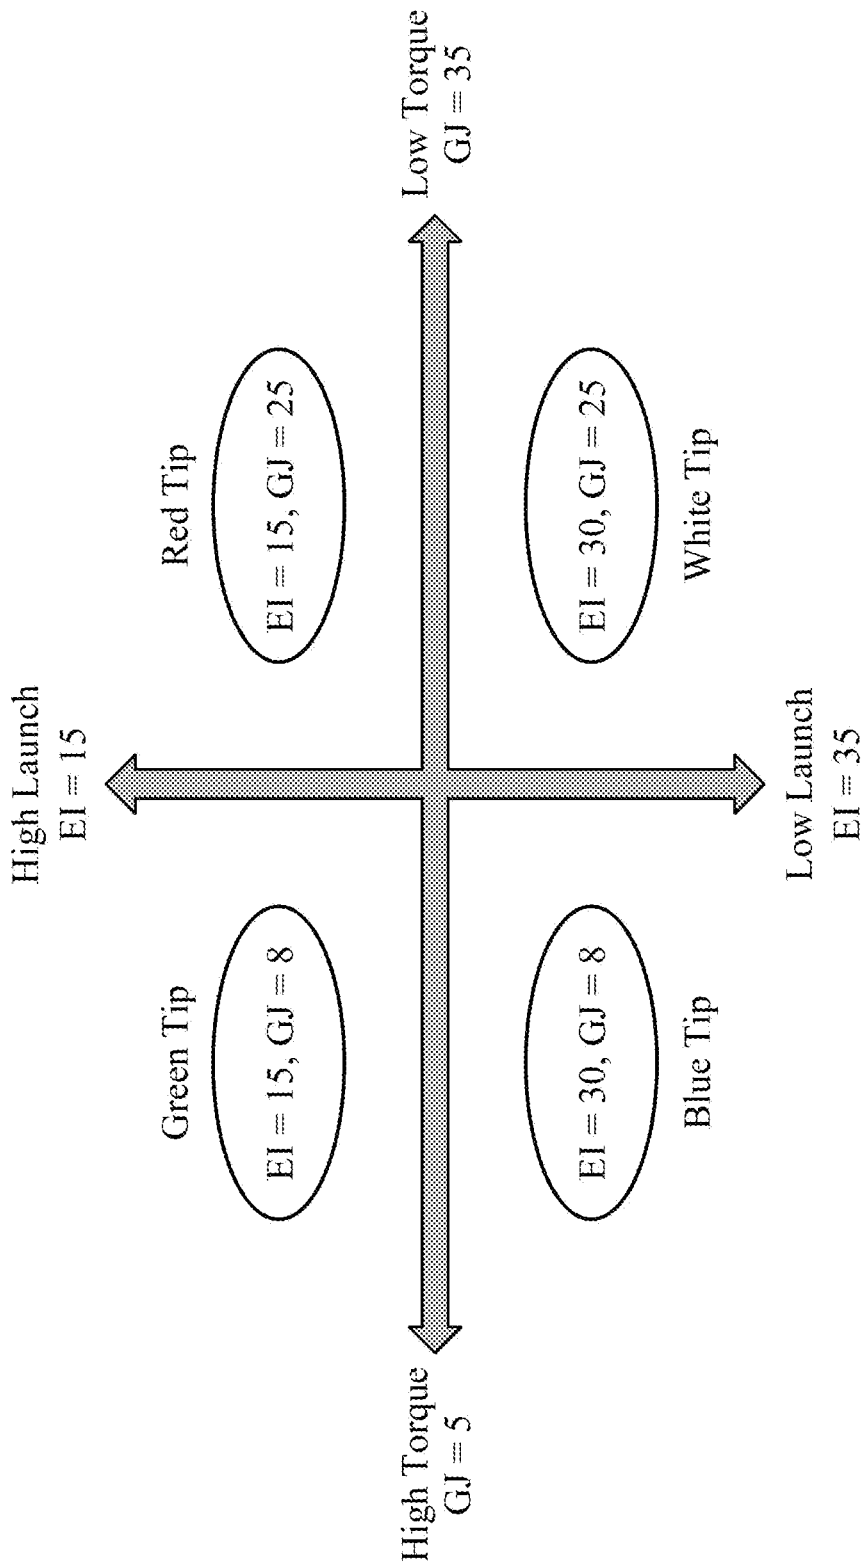 High Launch
EI = 15
Green Tip
EI = 15, GJ = 8
Red Tip
EI = 15, GJ = 25
High Torque
GJ = 5
Low Torque
GJ = 35
EI = 30, GJ = 8
Blue Tip
EI = 30, GJ = 25
White Tip
Low Launch
EI = 35